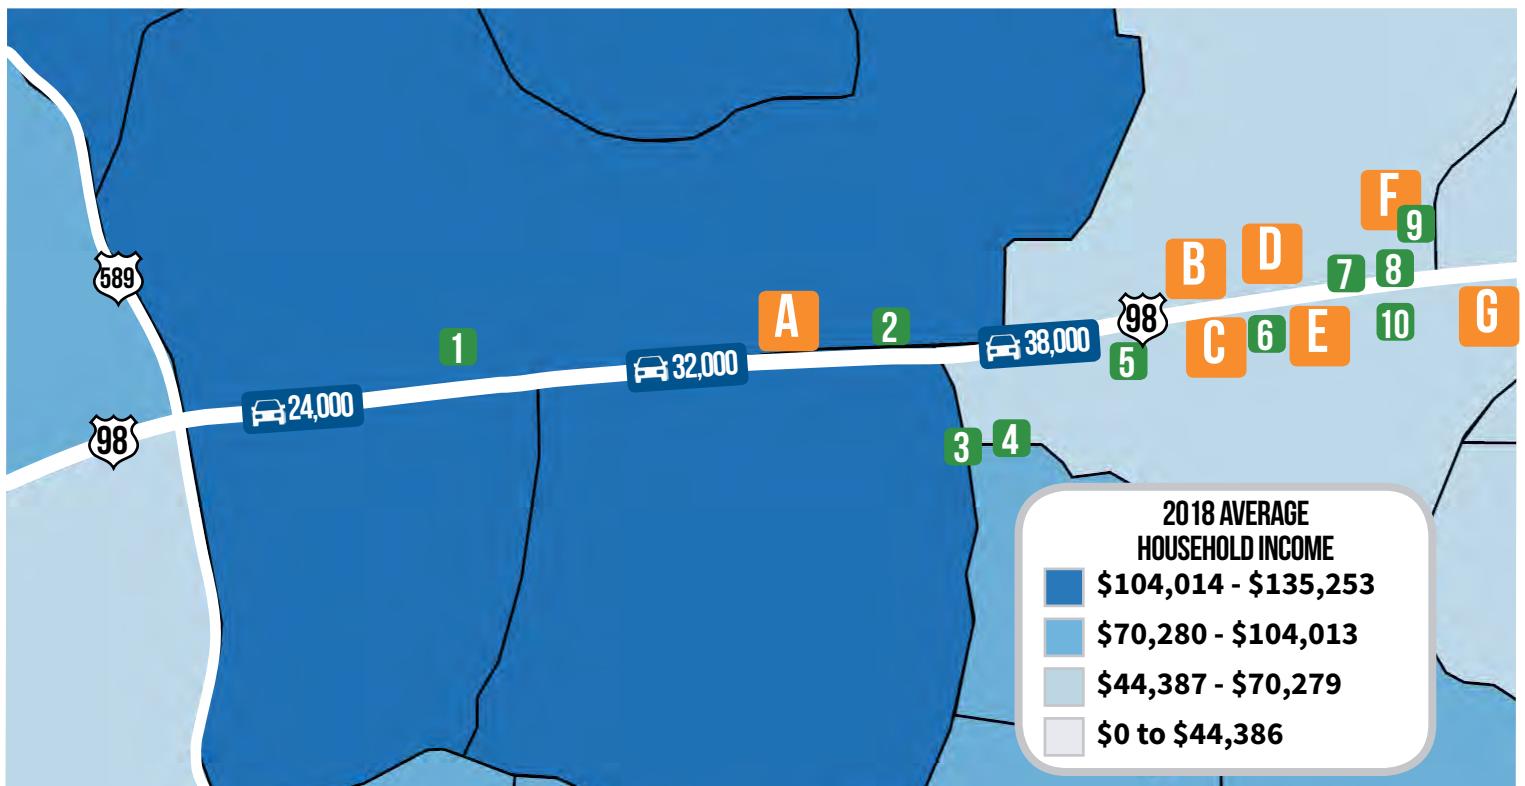 F
9
B
D
7
8
589
A
2
98
G
10
1
38,000
C
6
E
5
32,000
24,000
98
3
4
2018 AVERAGE
HOUSEHOLD INCOME
$104,014 - $135,253
$70,280 - $104,013
$44,387 - $70,279
$0 to $44,386